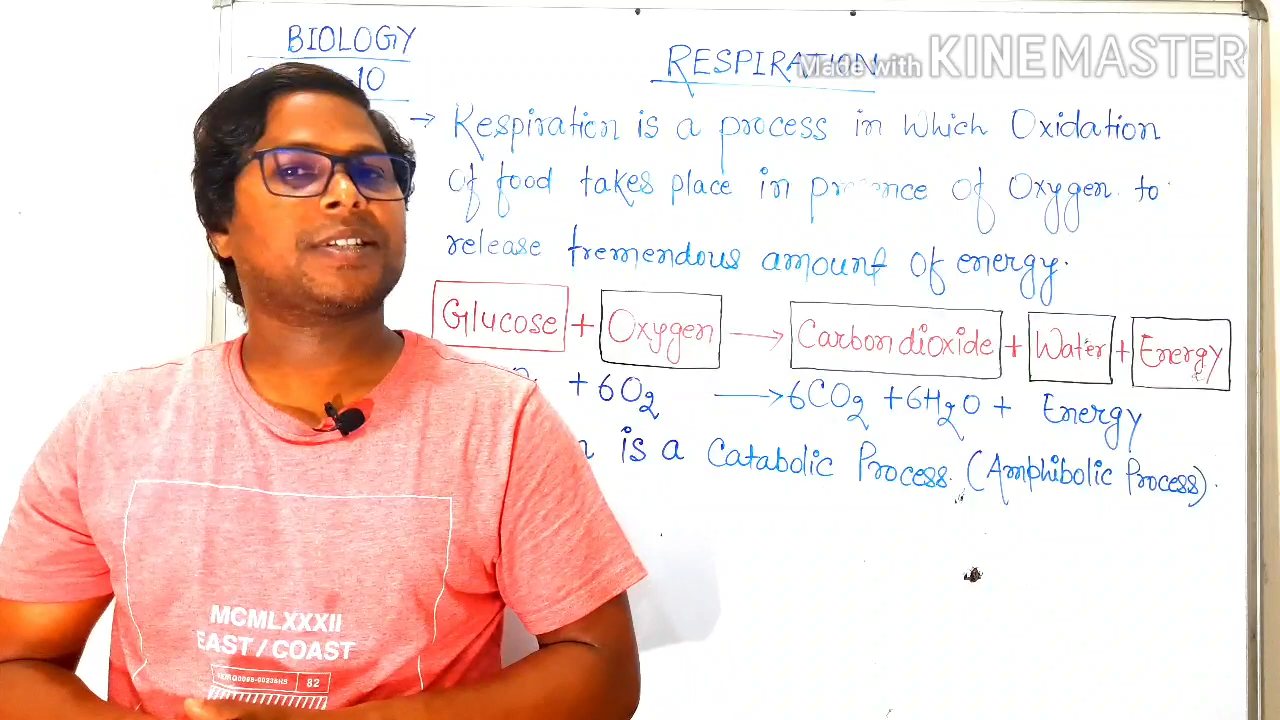 BIOLOGY
10
RESPIRATION
Made with KINEMASTER
→ Respiration is a process in which Oxidation
of food takes place in presence of Oxygen to
release tremendous amount of energy.
Glucose + Oxygen → Carbondioxide + Water + Energy
+ 6O2 → 6CO2 + 6H2O + Energy
is a Catabolic Process. (Amphibolic Process).
MCMLXXXII
EAST / COAST
82